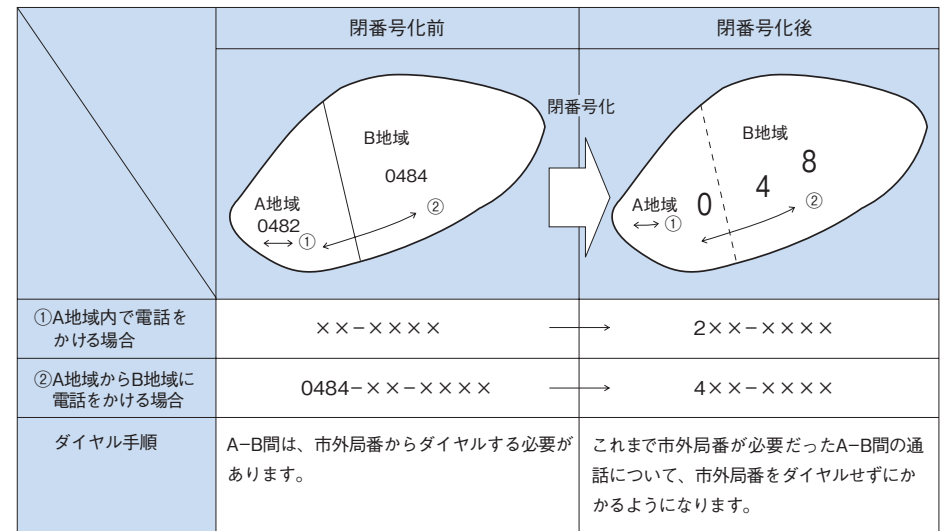 閉番号化前
閉番号化後
B地域
0484
A地域
0482
①
②
閉番号化
B地域
A地域
048
①
②
①A地域内で電話を
かける場合
××-××××
2××-××××
②A地域からB地域に
電話をかける場合
0484-××-××××
4××-××××
ダイヤル手順
A-B間は、市外局番からダイヤルする必要が
あります。
これまで市外局番が必要だったA-B間の通
話について、市外局番をダイヤルせずにか
かるようになります。